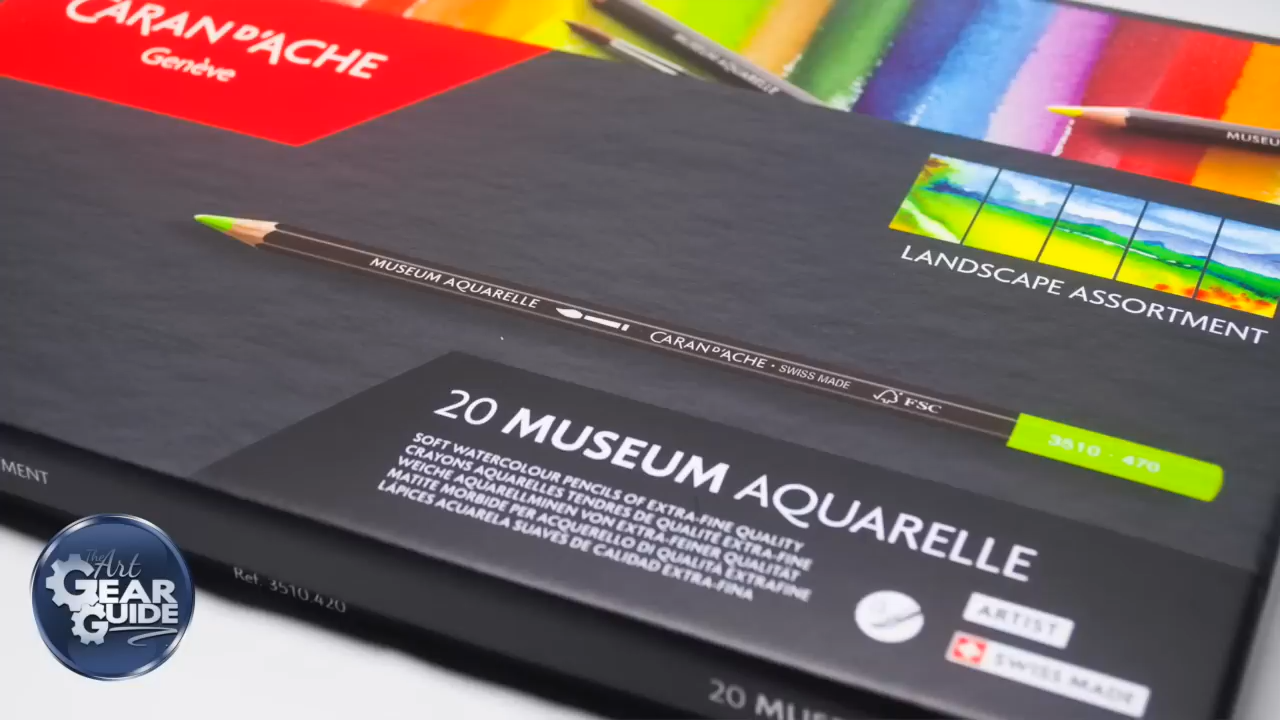 CARAN D'ACHE
Genève
MUSEUM AQUARELLE
MUSEU
LANDSCAPE ASSORTMENT
MUSEUM AQUARELLE CARAN D'ACHE · SWISS MADE FSC
3510 · 470
20 MUSEUM AQUARELLE
SOFT WATERCOLOUR PENCILS OF EXTRA-FINE QUALITY
CRAYONS AQUARELLES TENDRES DE QUALITÉ EXTRA-FINE
WEICHE AQUARELLMINEN VON EXTRA-FEINER QUALITÄT
MATITE MORBIDE PER ACQUERELLO DI QUALITÀ EXTRAFINE
LÁPICES ACUARELA SUAVES DE CALIDAD EXTRA-FINA
ARTIST
SWISS MADE
MENT
Ref. 3510.420
20 MUS
The Art
GEAR
GUIDE